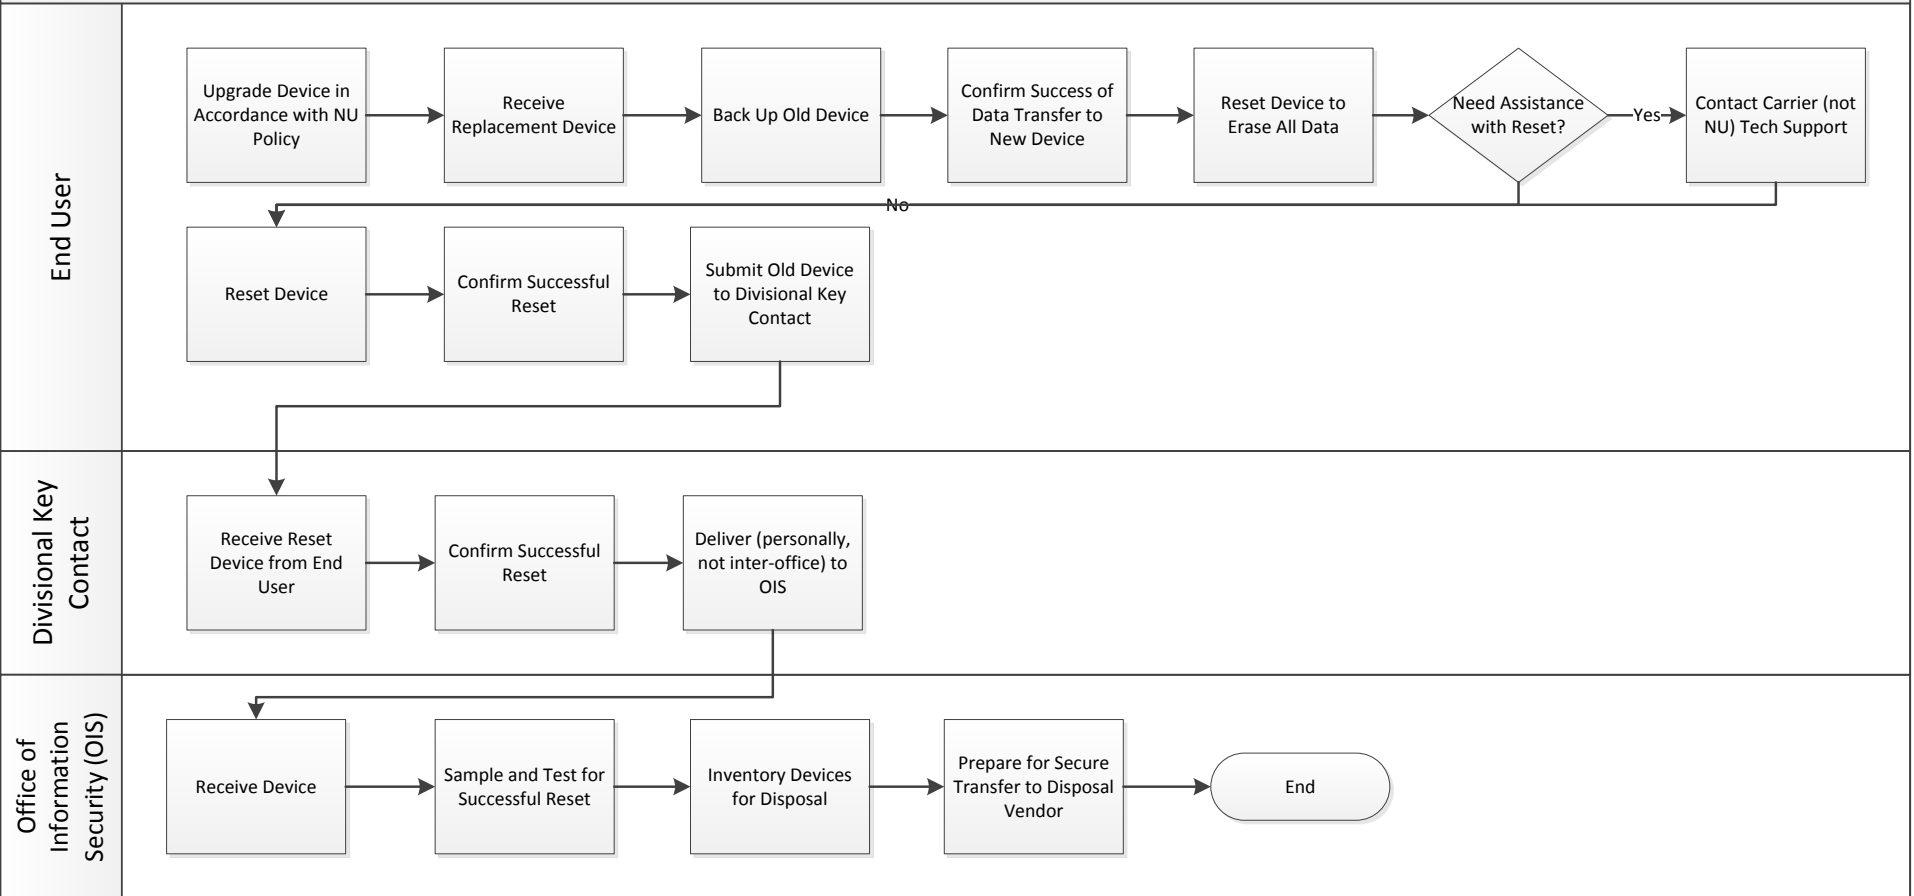 End User
Upgrade Device in
Accordance with NU
Policy
Receive
Replacement Device
Back Up Old Device
Confirm Success of
Data Transfer to
New Device
Reset Device to
Erase All Data
Need Assistance
with Reset?
Yes
Contact Carrier (not
NU) Tech Support
No
Reset Device
Confirm Successful
Reset
Submit Old Device
to Divisional Key
Contact
Divisional Key
Contact
Receive Reset
Device from End
User
Confirm Successful
Reset
Deliver (personally,
not inter-office) to
OIS
Office of
Information
Security (OIS)
Receive Device
Sample and Test for
Successful Reset
Inventory Devices
for Disposal
Prepare for Secure
Transfer to Disposal
Vendor
End